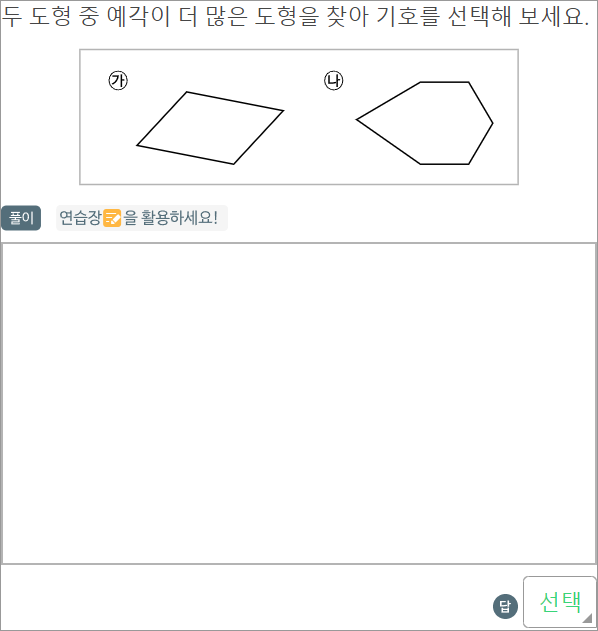 두 도형 중 예각이 더 많은 도형을 찾아 기호를 선택해 보세요.
㉮ ㉯
풀이 연습장을 활용하세요!
답 선택